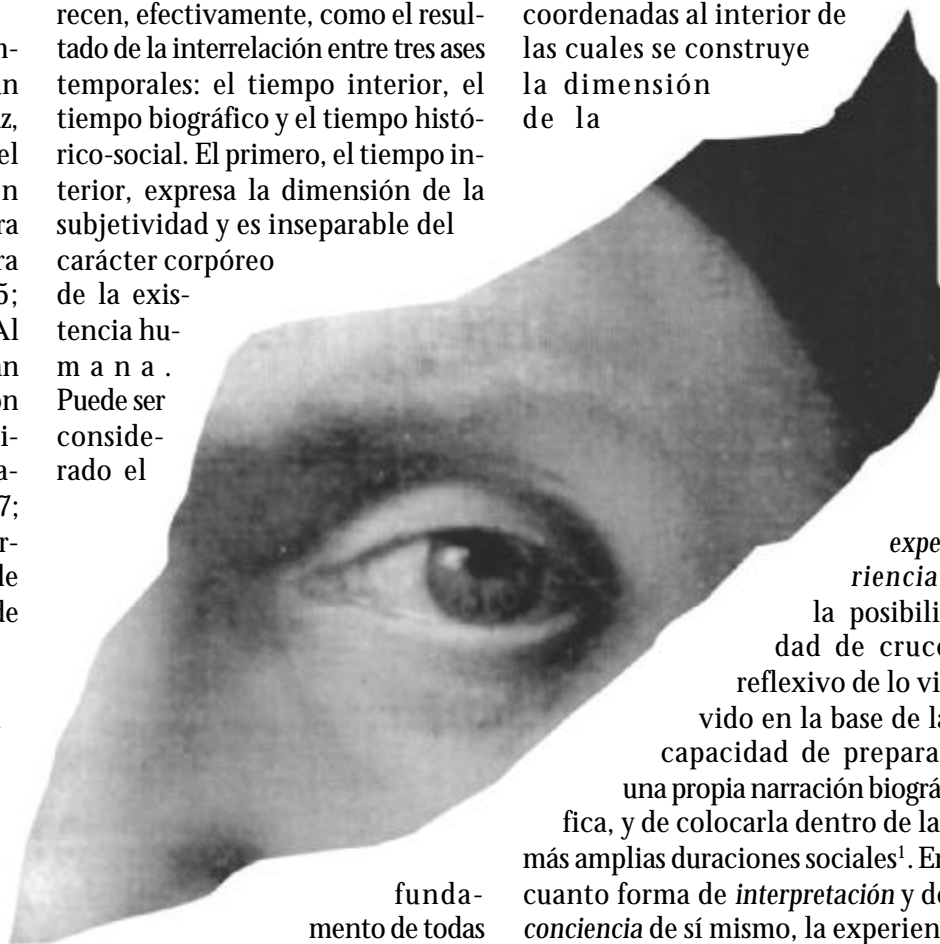 recen, efectivamente, como el resul-
tado de la interrelación entre tres ases
temporales: el tiempo interior, el
tiempo biográfico y el tiempo histó-
rico-social. El primero, el tiempo in-
terior, expresa la dimensión de la
subjetividad y es inseparable del
carácter corpóreo
de la exis-
tencia hu-
mana.
Puede ser
conside-
rado el
funda-
mento de todas
coordenadas al interior de
las cuales se construye
la dimensión
de la
expe
riencia
la posibili
dad de cruce
reflexivo de lo vi
vido en la base de la
capacidad de prepara
una propia narración biográ
fica, y de colocarla dentro de la
más amplias duraciones sociales¹. En
cuanto forma de interpretación y de
conciencia de sí mismo, la experien